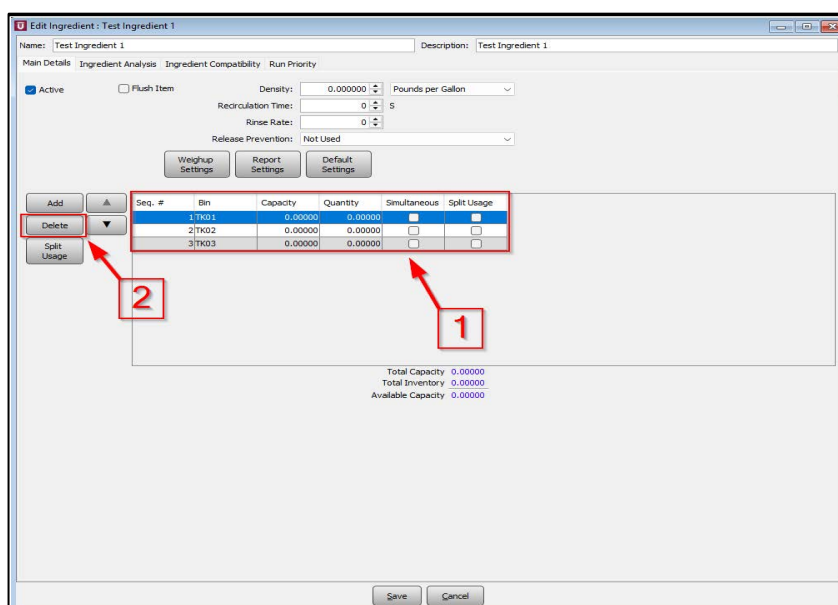 Edit Ingredient : Test Ingredient 1
Name: Test Ingredient 1 Description: Test Ingredient 1
Main Details Ingredient Analysis Ingredient Compatibility Run Priority
Active Flush Item Density: 0.000000 Pounds per Gallon
Recirculation Time: 0 S
Rinse Rate: 0
Release Prevention: Not Used
Weighup Settings Report Settings Default Settings
Add Seq. # Bin Capacity Quantity Simultaneous Split Usage
1 TK01 0.00000 0.00000
Delete 2 TK02 0.00000 0.00000
3 TK03 0.00000 0.00000
Split Usage
2
1
Total Capacity 0.00000
Total Inventory 0.00000
Available Capacity 0.00000
Save Cancel